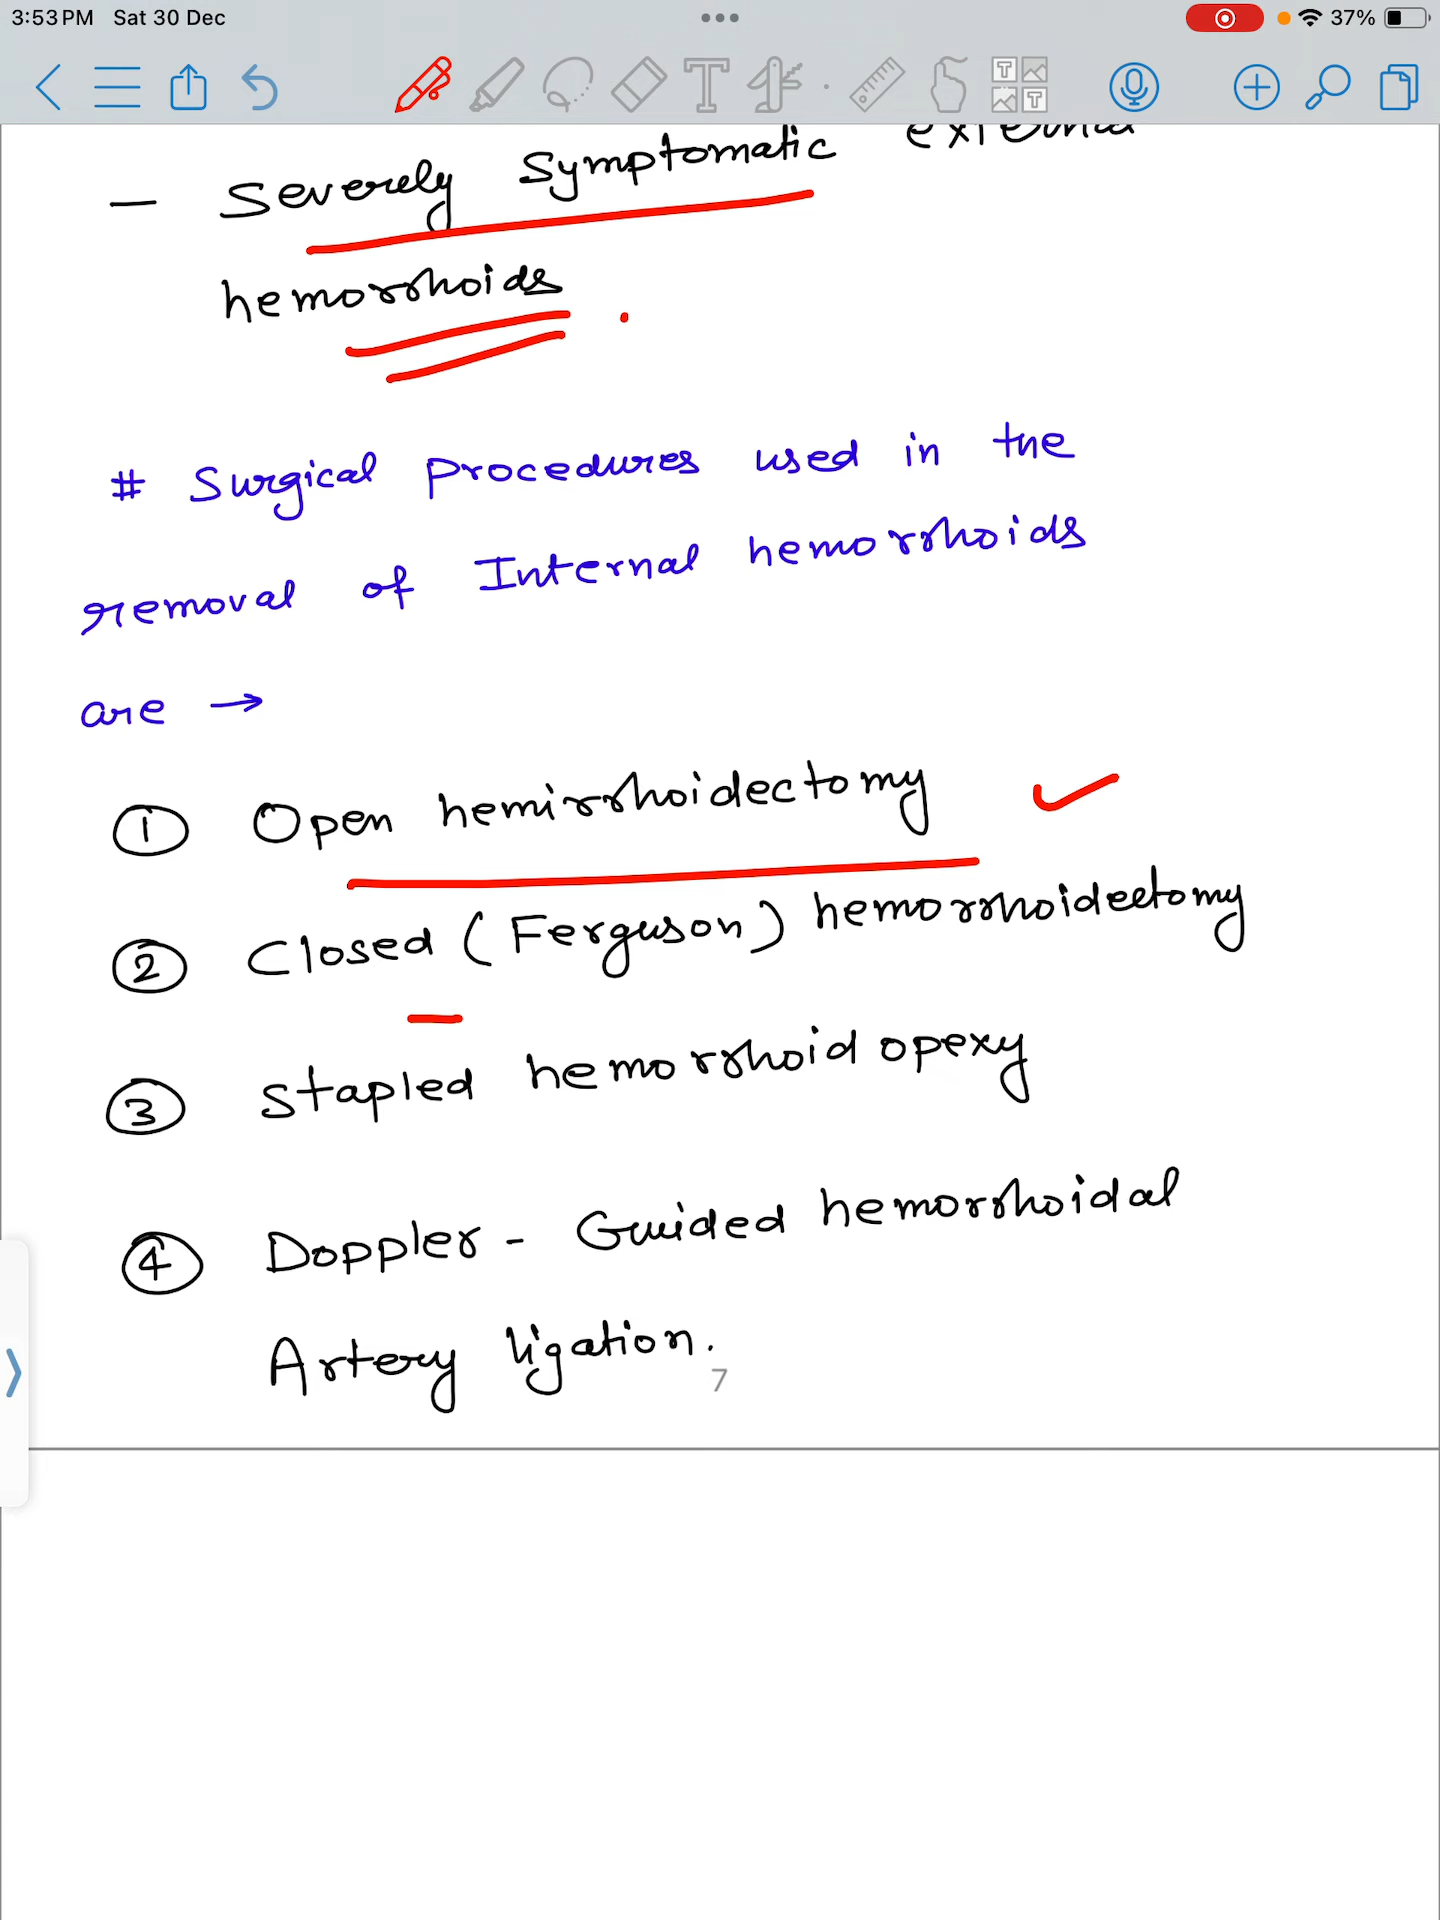 3:53 PM Sat 30 Dec
37%
- Severely Symptomatic external
hemorrhoids
# Surgical Procedures used in the
removal of Internal hemorrhoids
are →
① Open hemirrhoidectomy
② Closed (Ferguson) hemorrhoidectomy
③ Stapled hemorrhoidopexy
④ Doppler - Guided hemorrhoidal
Artery ligation.
7